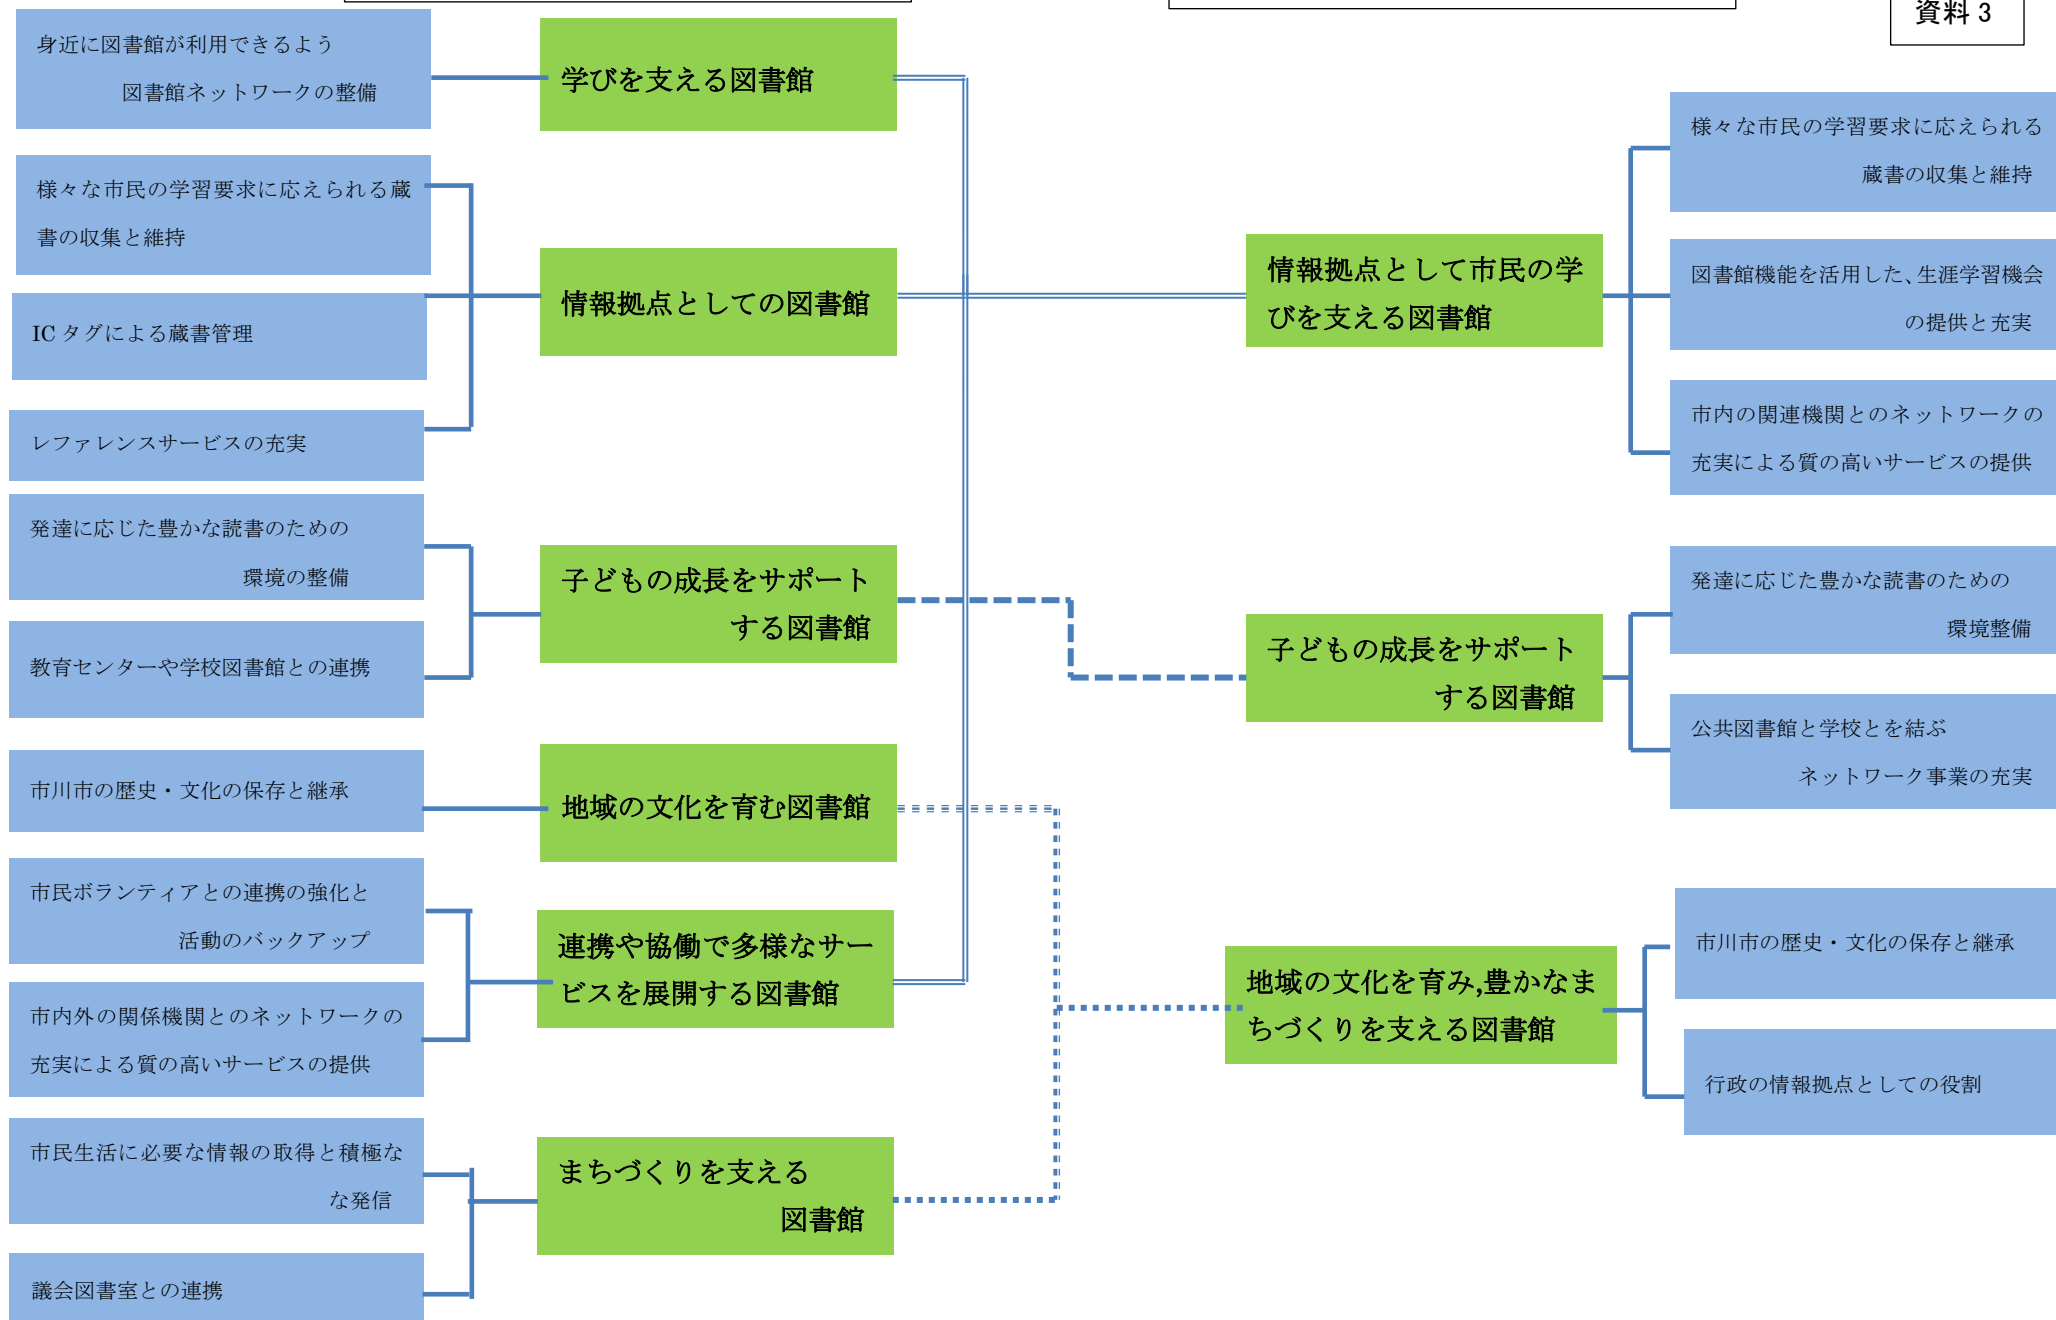 資料 3
身近に図書館が利用できるよう
図書館ネットワークの整備
様々な市民の学習要求に応えられる蔵
書の収集と維持
IC タグによる蔵書管理
レファレンスサービスの充実
発達に応じた豊かな読書のための
環境の整備
教育センターや学校図書館との連携
市川市の歴史・文化の保存と継承
市民ボランティアとの連携の強化と
活動のバックアップ
市内外の関係機関とのネットワークの
充実による質の高いサービスの提供
市民生活に必要な情報の取得と積極な
な発信
議会図書室との連携
学びを支える図書館
情報拠点としての図書館
子どもの成長をサポート
する図書館
地域の文化を育む図書館
連携や協働で多様なサー
ビスを展開する図書館
まちづくりを支える
図書館
情報拠点として市民の学
びを支える図書館
子どもの成長をサポート
する図書館
地域の文化を育み,豊かなま
ちづくりを支える図書館
様々な市民の学習要求に応えられる
蔵書の収集と維持
図書館機能を活用した、生涯学習機会
の提供と充実
市内の関連機関とのネットワークの
充実による質の高いサービスの提供
発達に応じた豊かな読書のための
環境整備
公共図書館と学校とを結ぶ
ネットワーク事業の充実
市川市の歴史・文化の保存と継承
行政の情報拠点としての役割